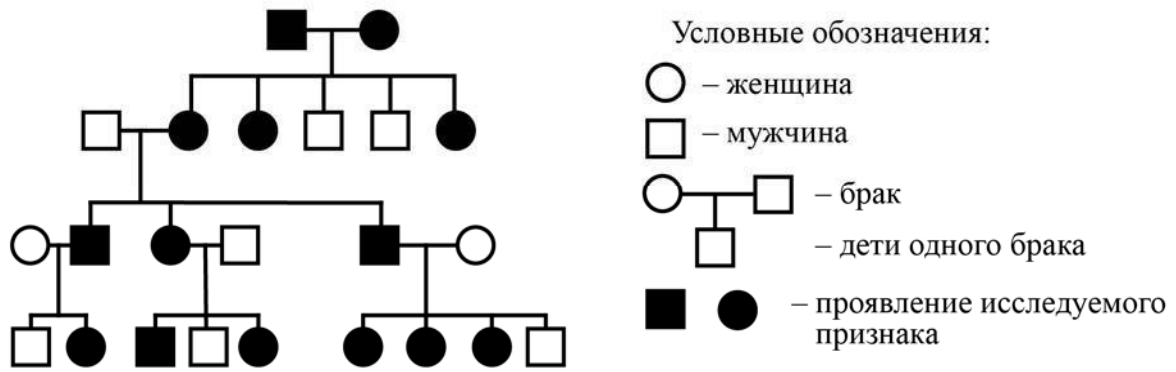 Условные обозначения:
– женщина
– мужчина
– брак
– дети одного брака
– проявление исследуемого
признака